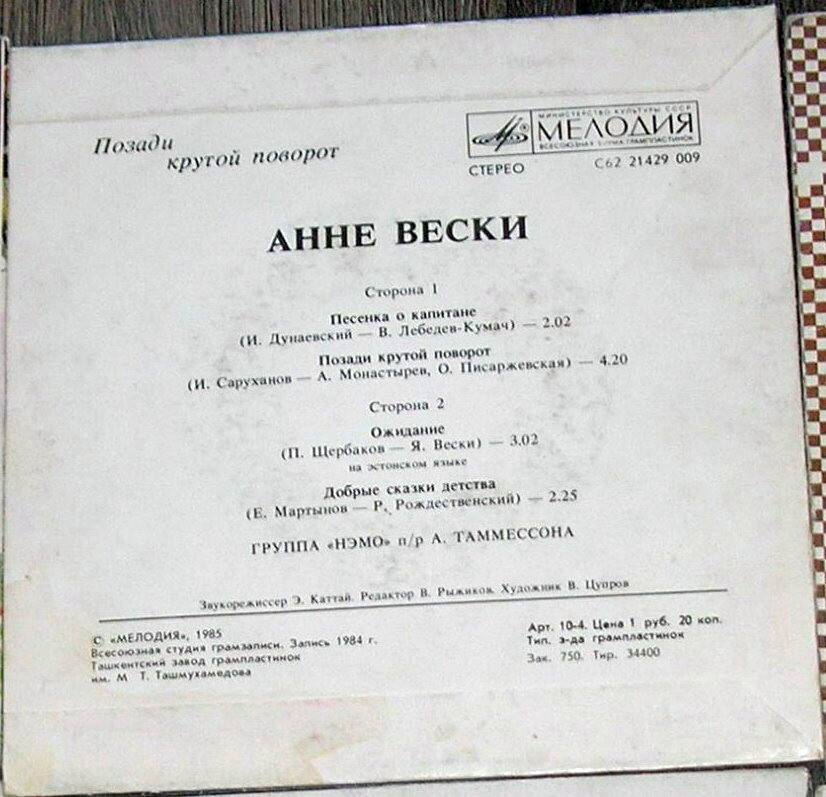 Позади
крутой поворот
МИНИСТЕРСТВО КУЛЬТУРЫ СССР
МЕЛОДИЯ
ВСЕСОЮЗНАЯ ФИРМА ГРАМПЛАСТИНОК
СТЕРЕО
С62 21429 009
АННЕ ВЕСКИ
Сторона 1
Песенка о капитане
(И. Дунаевский — В. Лебедев-Кумач) — 2.02
Позади крутой поворот
(И. Саруханов — А. Монастырев, О. Писаржевская) — 4.20
Сторона 2
Ожидание
(П. Щербаков — Я. Вески) — 3.02
на эстонском языке
Добрые сказки детства
(Е. Мартынов — Р. Рождественский) — 2.25
ГРУППА «НЭМО» п/р А. ТАММЕССОНА
Звукорежиссер Э. Каттай. Редактор В. Рыжиков. Художник В. Цупров
© «МЕЛОДИЯ», 1985
Всесоюзная студия грамзаписи. Запись 1984 г.
Ташкентский завод грампластинок
им. М Т. Ташмухамедова
Арт. 10-4. Цена 1 руб. 20 коп.
Тип. з-да грампластинок
Зак. 750. Тир. 34400